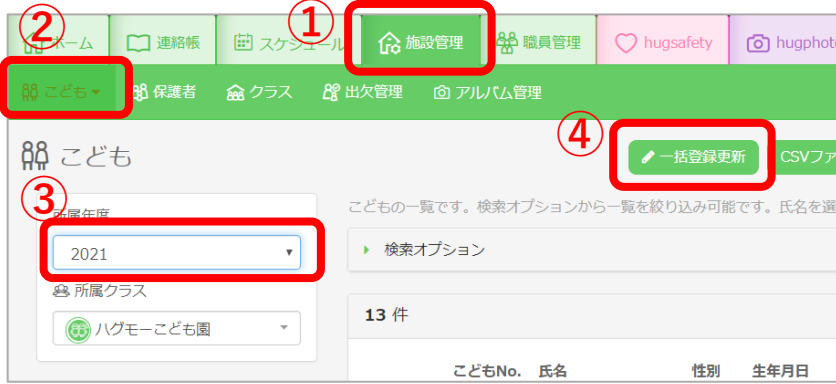 ① ②
ホーム 連絡帳 スケジュール 施設管理 職員管理 hugsafety hugphoto
こども 保護者 クラス 出欠管理 アルバム管理
④
こども 一括登録更新 CSVファ
③
所属年度 こどもの一覧です。検索オプションから一覧を絞り込み可能です。氏名を選
2021 検索オプション
所属クラス
ハグモーこども園 13 件
こどもNo. 氏名 性別 生年月日